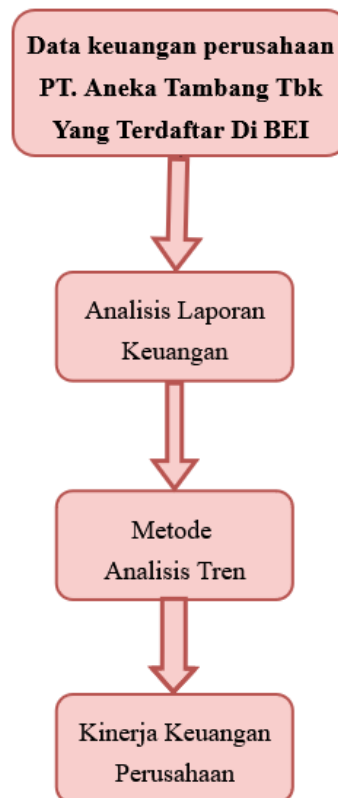 Data keuangan perusahaan
PT. Aneka Tambang Tbk
Yang Terdaftar Di BEI
Analisis Laporan
Keuangan
Metode
Analisis Tren
Kinerja Keuangan
Perusahaan